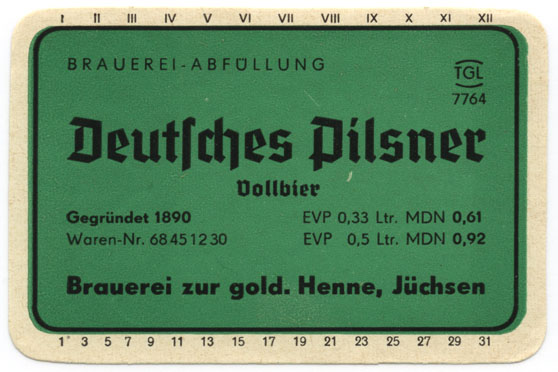 I II III IV V VI VII VIII IX X XI XII
BRAUEREI-ABFÜLLUNG
TGL
7764
Deutſches Pilsner
Vollbier
Gegründet 1890 EVP 0,33 Ltr. MDN 0,61
Waren-Nr. 68451230 EVP 0,5 Ltr. MDN 0,92
Brauerei zur gold. Henne, Jüchsen
1 3 5 7 9 11 13 15 17 19 21 23 25 27 29 31